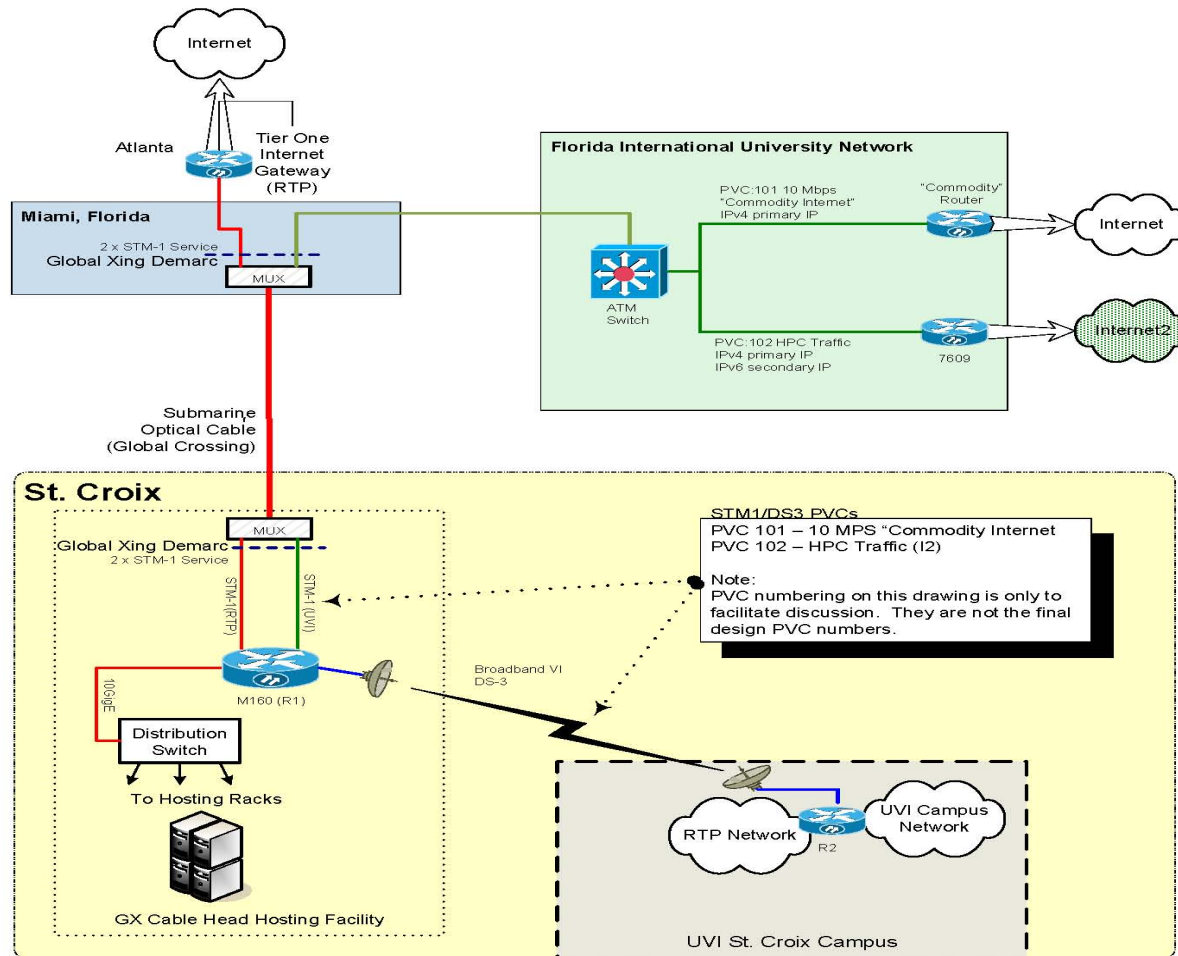 Internet
Atlanta
Tier One
Internet
Gateway
(RTP)
Miami, Florida
2 x STM-1 Service
Global Xing Demarc
MUX
Florida International University Network
PVC:101 10 Mbps
"Commodity Internet"
IPv4 primary IP
"Commodity"
Router
Internet
ATM
Switch
PVC:102 HPC Traffic
IPv4 primary IP
IPv6 secondary IP
7609
Internet2
Submarine
Optical Cable
(Global Crossing)
St. Croix
MUX
Global Xing Demarc
2 x STM-1 Service
STM-1(RTP)
STM-1 (UVI)
STM1/DS3 PVCs
PVC 101 – 10 MPS “Commodity Internet
PVC 102 – HPC Traffic (I2)
Note:
PVC numbering on this drawing is only to
facilitate discussion. They are not the final
design PVC numbers.
M160 (R1)
10GigE
Broadband VI
DS-3
Distribution
Switch
To Hosting Racks
GX Cable Head Hosting Facility
RTP Network
R2
UVI Campus
Network
UVI St. Croix Campus